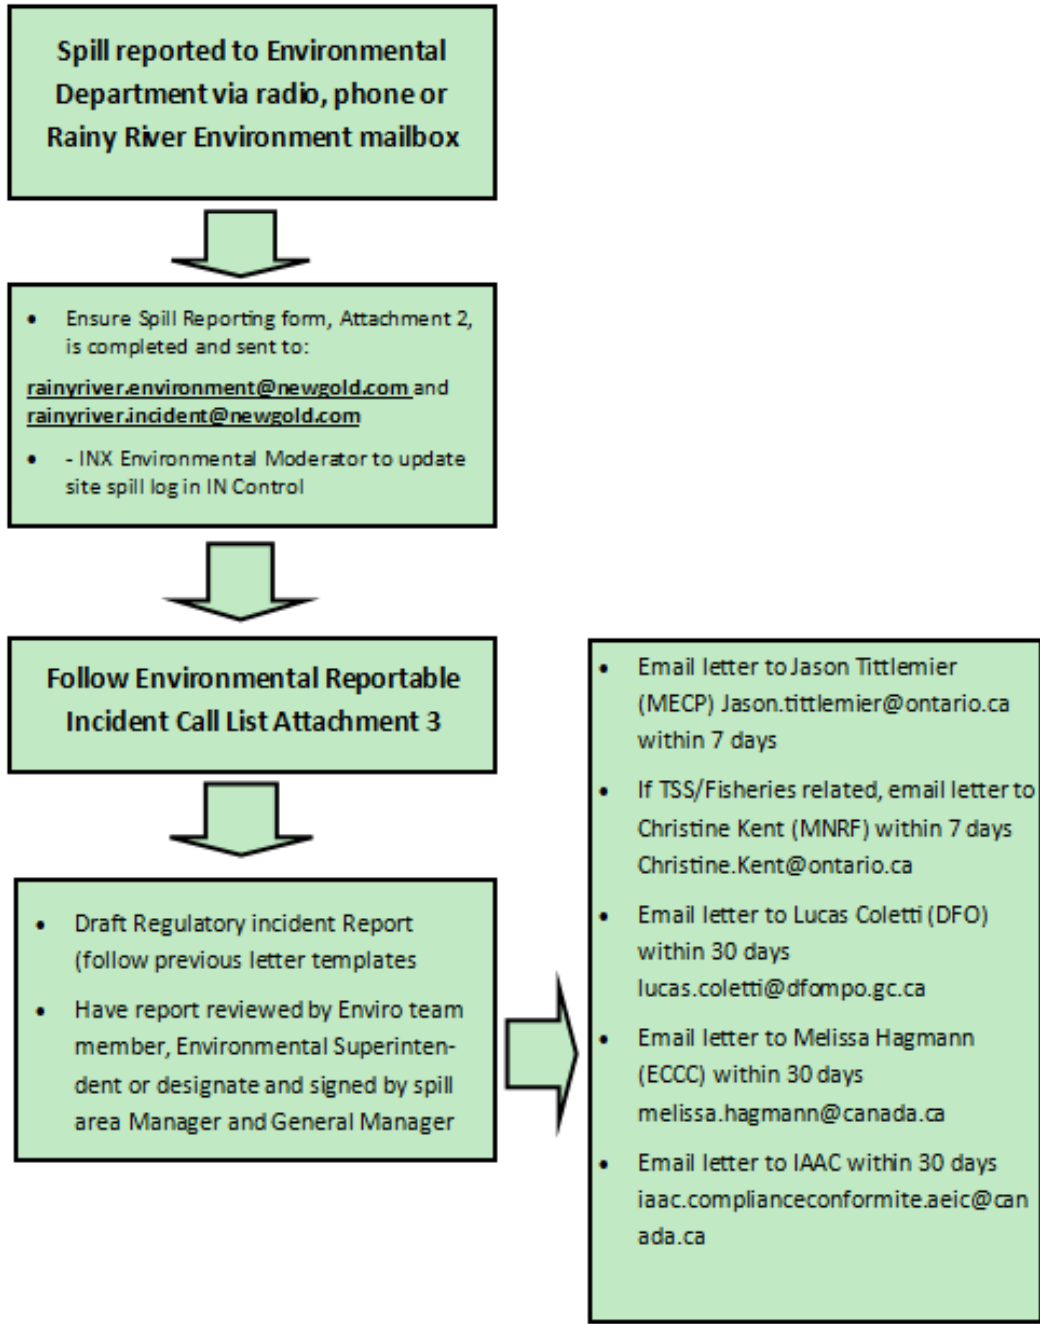 Spill reported to Environmental
Department via radio, phone or
Rainy River Environment mailbox
• Ensure Spill Reporting form, Attachment 2,
is completed and sent to:
rainyriver.environment@newgold.com and
rainyriver.incident@newgold.com
• - INX Environmental Moderator to update
site spill log in IN Control
Follow Environmental Reportable
Incident Call List Attachment 3
• Draft Regulatory incident Report
(follow previous letter templates
• Have report reviewed by Enviro team
member, Environmental Superinten-
dent or designate and signed by spill
area Manager and General Manager
• Email letter to Jason Tittlemier
(MECP) Jason.tittlemier@ontario.ca
within 7 days
• If TSS/Fisheries related, email letter to
Christine Kent (MNRF) within 7 days
Christine.Kent@ontario.ca
• Email letter to Lucas Coletti (DFO)
within 30 days
lucas.coletti@dfompo.gc.ca
• Email letter to Melissa Hagmann
(ECCC) within 30 days
melissa.hagmann@canada.ca
• Email letter to IAAC within 30 days
iaac.complianceconformite.aeic@can
ada.ca